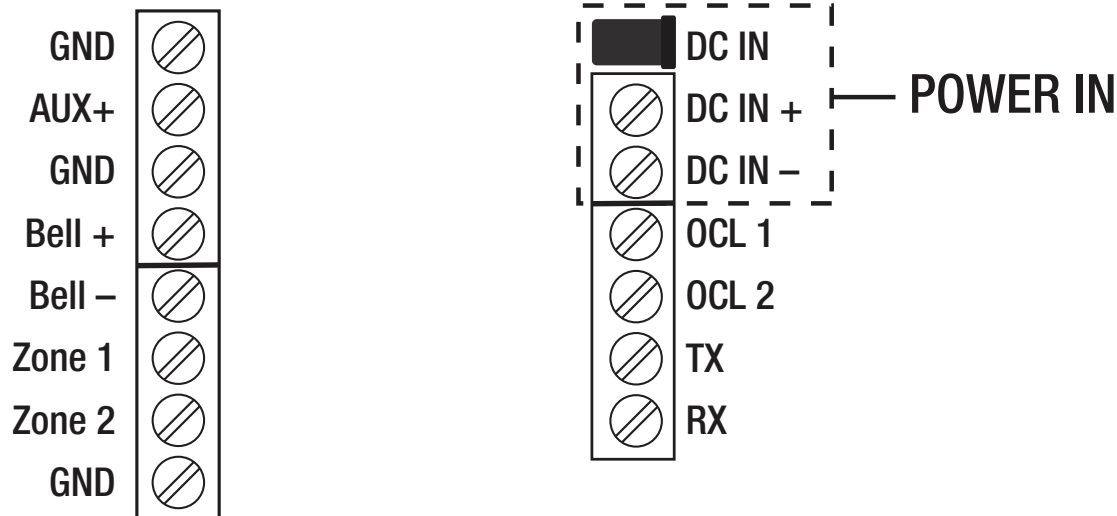 GND
AUX+
GND
Bell +
Bell –
Zone 1
Zone 2
GND
DC IN
DC IN +
DC IN –
OCL 1
OCL 2
TX
RX
POWER IN